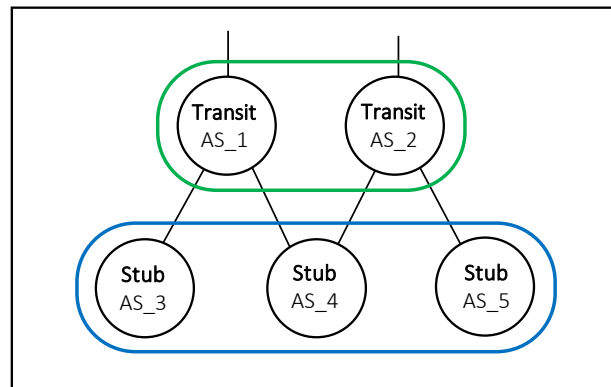 Transit
AS_1
Transit
AS_2
Stub
AS_3
Stub
AS_4
Stub
AS_5